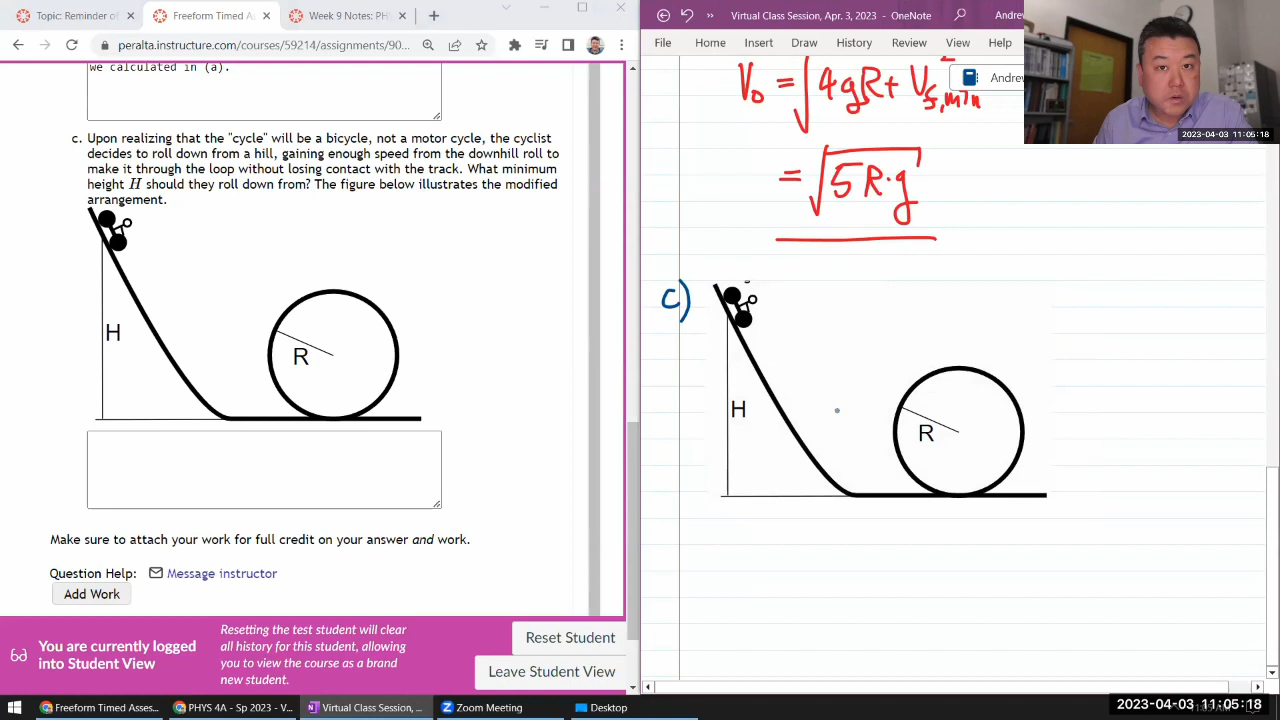 Topic: Reminder of
Freeform Timed As
Week 9 Notes: PH
peralta.instructure.com/courses/59214/assignments/90...
we calculated in (a).
c. Upon realizing that the "cycle" will be a bicycle, not a motor cycle, the cyclist
decides to roll down from a hill, gaining enough speed from the downhill roll to
make it through the loop without losing contact with the track. What minimum
height H should they roll down from? The figure below illustrates the modified
arrangement.
H
R
Make sure to attach your work for full credit on your answer and work.
Question Help: Message instructor
Add Work
You are currently logged
into Student View
Resetting the test student will clear
all history for this student, allowing
you to view the course as a brand
new student.
Reset Student
Leave Student View
Virtual Class Session, Apr. 3, 2023 - OneNote
Andre
File Home Insert Draw History Review View Help
Andrew
V₀ = √4gR + V²f,min
= √5R·g
c)
H
R
2023-04-03 11:05:18
Freeform Timed Asses...
PHYS 4A - Sp 2023 - V...
Virtual Class Session, ...
Zoom Meeting
Desktop
2023-04-03 11:05:18